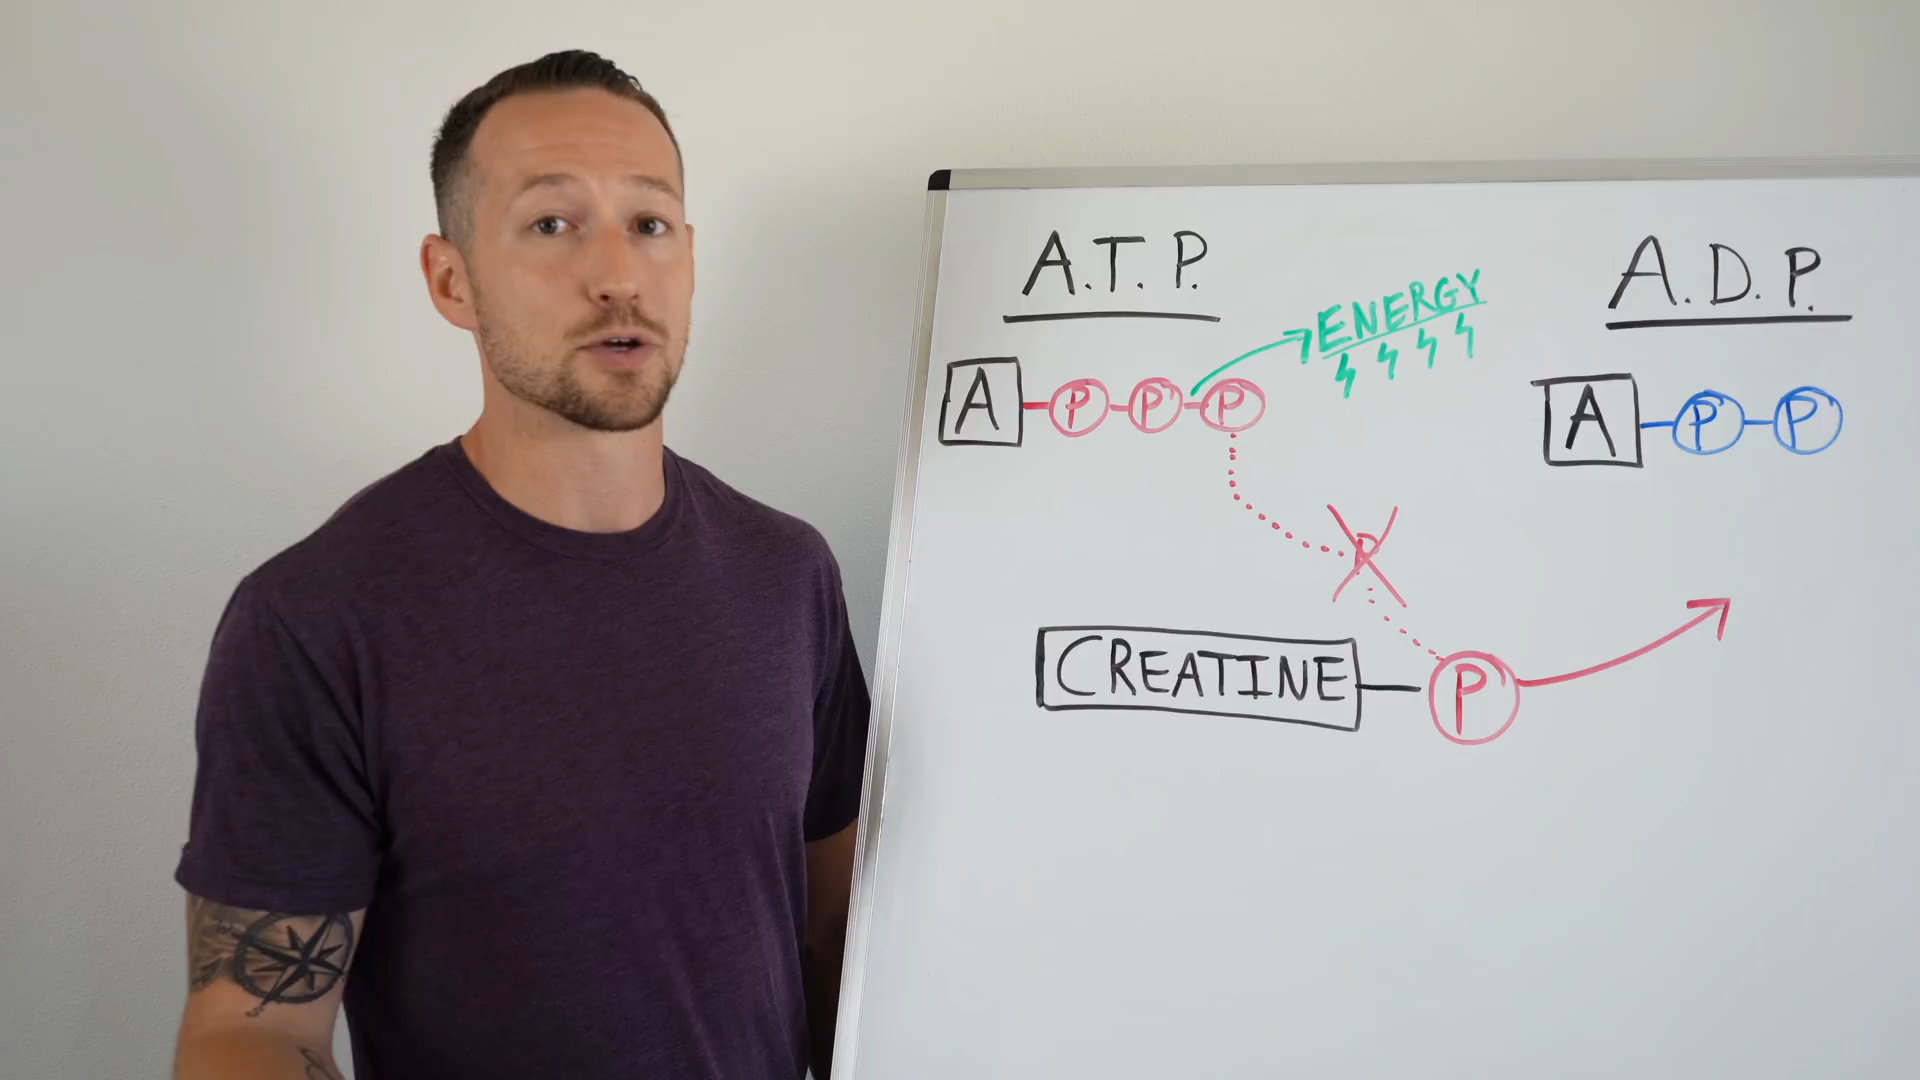 A.T.P.
ENERGY
A P P P
A.D.P.
A P P
P
CREATINE P